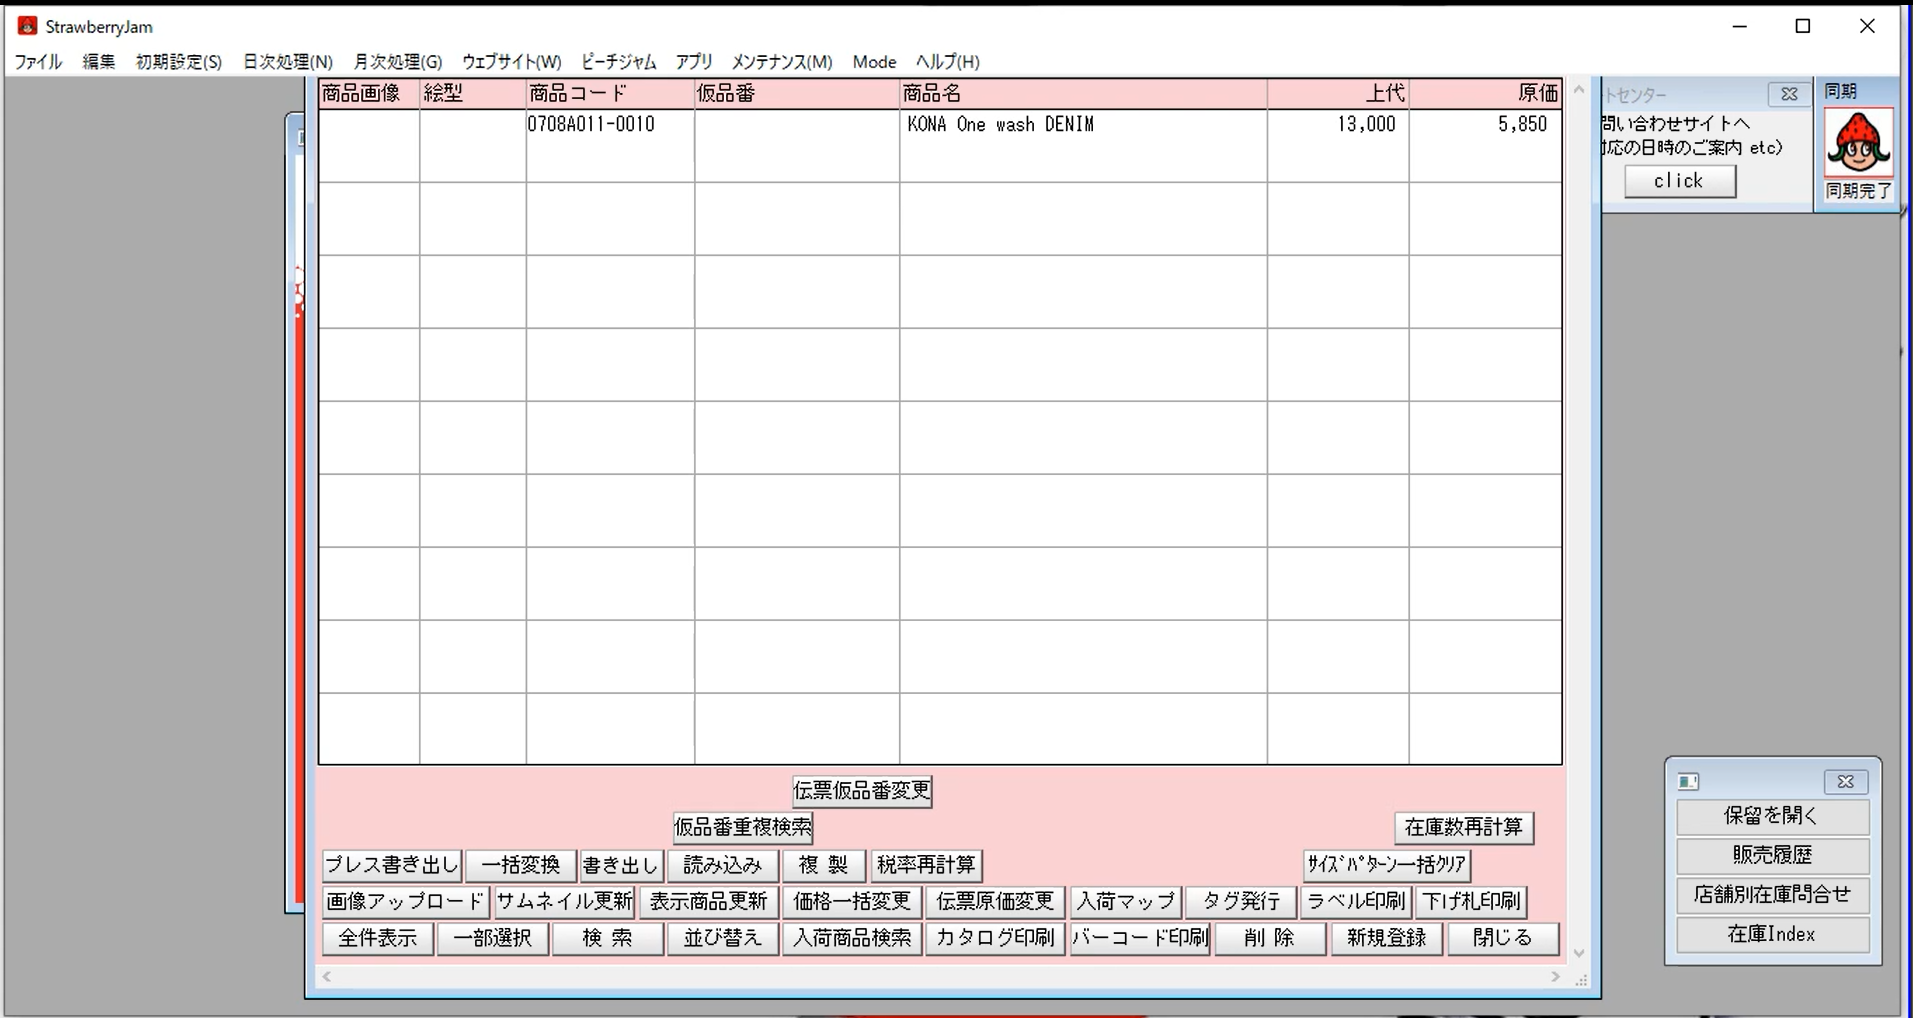 StrawberryJam
ファイル 編集 初期設定(S) 日次処理(N) 月次処理(G) ウェブサイト(W) ピーチジャム アプリ メンテナンス(M) Mode ヘルプ(H)
商品画像 絵型 商品コード 仮品番 商品名 上代 原価
0708A011-0010 KONA One wash DENIM 13,000 5,850
トセンター
問い合わせサイトへ
応の日時のご案内 etc)
click
同期
同期完了
伝票仮品番変更
仮品番重複検索 在庫数再計算
プレス書き出し 一括変換 書き出し 読み込み 複 製 税率再計算 ｻｲｽﾞﾊﾟﾀｰﾝ一括ｸﾘｱ
画像アップロード サムネイル更新 表示商品更新 価格一括変更 伝票原価変更 入荷マップ タグ発行 ラベル印刷 下げ札印刷
全件表示 一部選択 検 索 並び替え 入荷商品検索 カタログ印刷 バーコード印刷 削 除 新規登録 閉じる
保留を開く
販売履歴
店舗別在庫問合せ
在庫Index